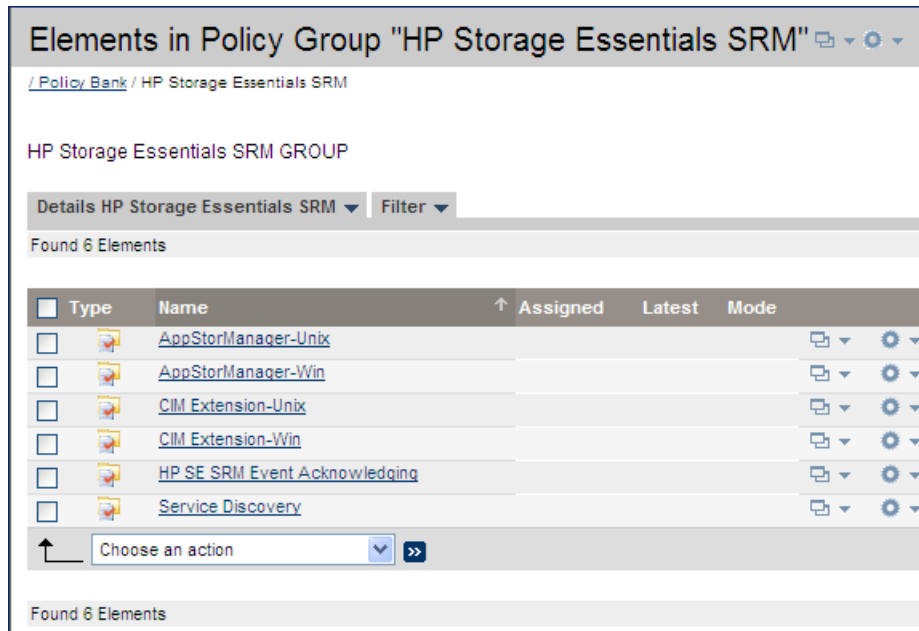 Elements in Policy Group "HP Storage Essentials SRM"
/ Policy Bank / HP Storage Essentials SRM
HP Storage Essentials SRM GROUP
Details HP Storage Essentials SRM Filter
Found 6 Elements
Type Name Assigned Latest Mode
AppStorManager-Unix
AppStorManager-Win
CIM Extension-Unix
CIM Extension-Win
HP SE SRM Event Acknowledging
Service Discovery
Choose an action
Found 6 Elements